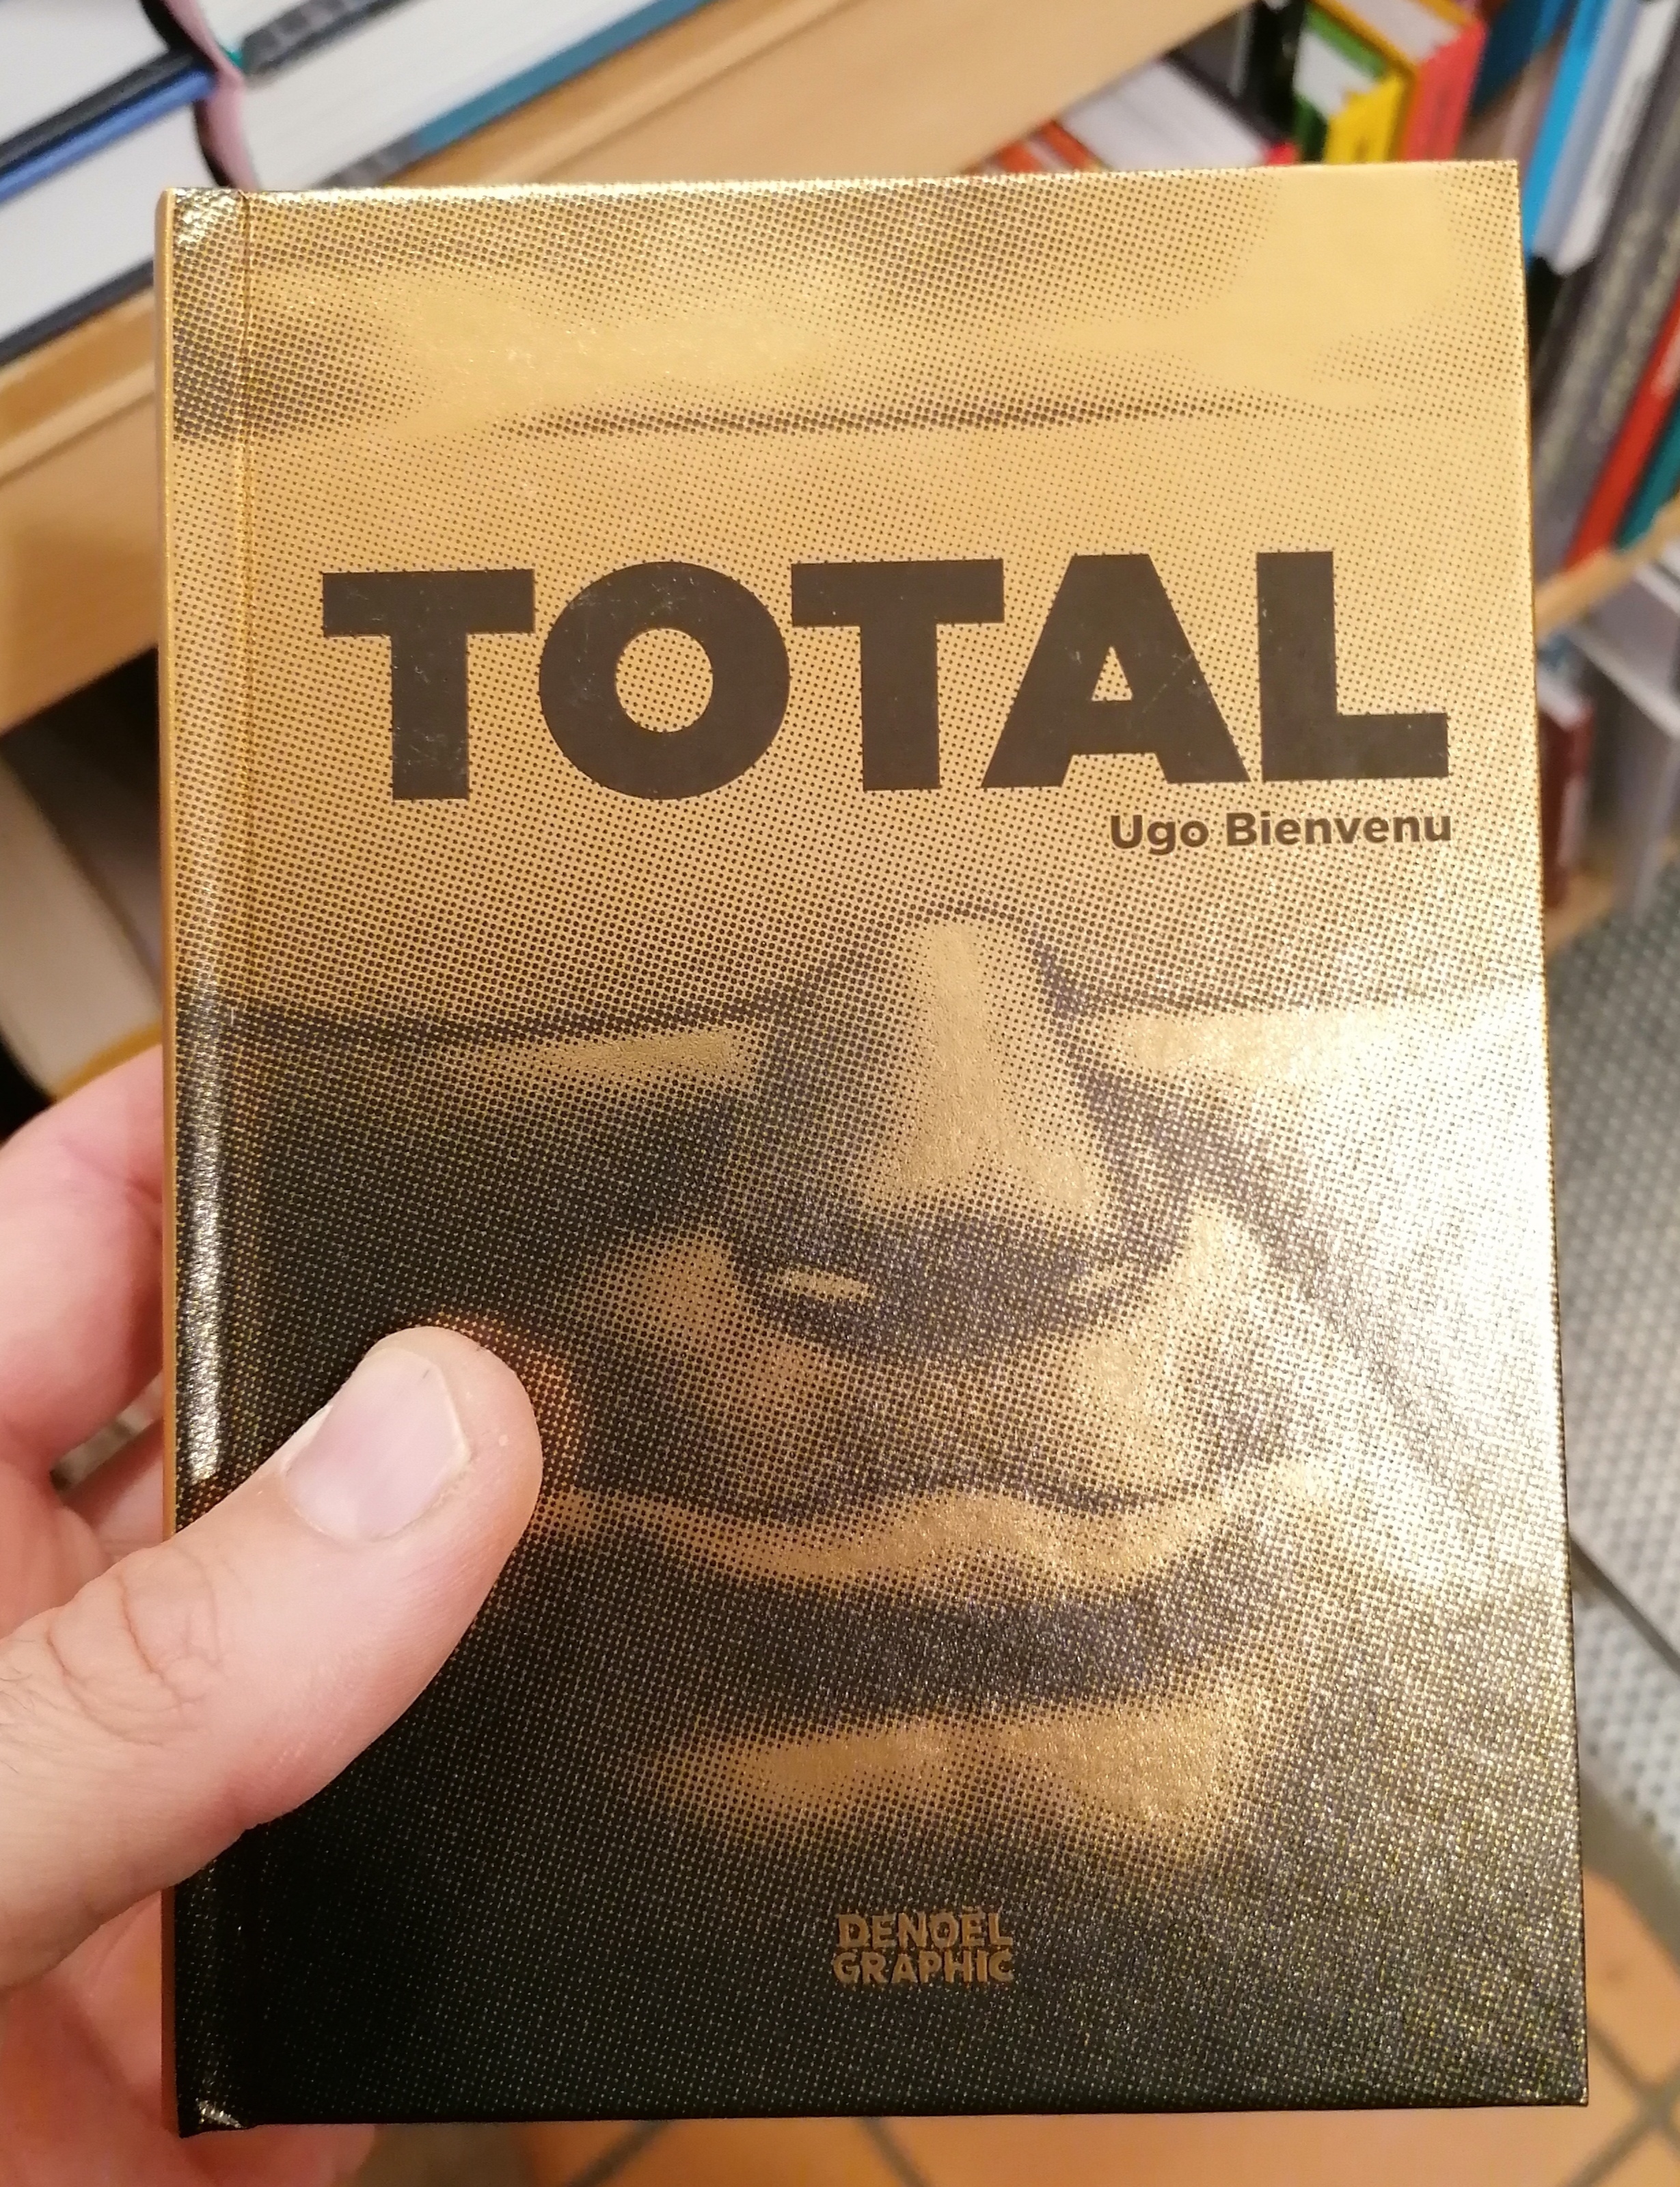 TOTAL
Ugo Bienvenu
DENOËL
GRAPHIC